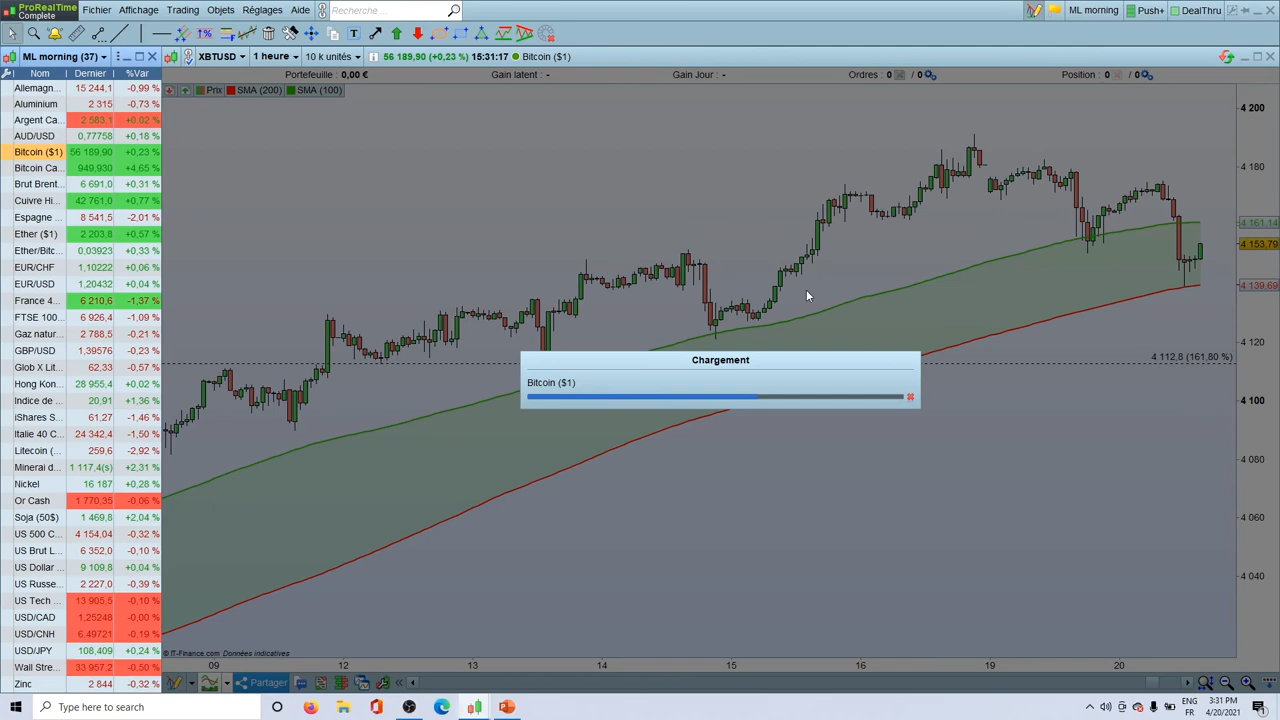 ProRealTime
Complete
Fichier Affichage Trading Objets Réglages Aide Recherche ... ML morning Push+ DealThru
ML morning (37) XBTUSD 1 heure 10 k unités 56 189,90 (+0,23 %) 15:31:17 Bitcoin ($1)
Nom Dernier %Var Portefeuille : 0,00 € Gain latent : - Gain Jour : - Ordres : 0 / 0 Position : 0 / 0
Prix SMA (200) SMA (100)
Allemagn... 15 244,1 -0,99 %
Aluminium 2 315 -0,73 %
Argent Ca... 2 583,1 +0.02 %
AUD/USD 0,77758 +0,18 %
Bitcoin ($1) 56 189,90 +0,23 %
Bitcoin Ca... 949,930 +4,65 %
Brut Brent... 6 691,0 +0,31 %
Cuivre Hi... 42 761,0 +0,77 %
Espagne ... 8 541,5 -2,01 %
Ether ($1) 2 203,8 +0,57 %
Ether/Bitc... 0,03923 +0,33 %
EUR/CHF 1,10222 +0,06 %
EUR/USD 1,20432 +0,04 %
France 4... 6 210,6 -1,37 %
FTSE 100... 6 926,4 -1,09 %
Gaz natur... 2 788,5 -0,21 %
GBP/USD 1,39576 -0,23 %
Glob X Lit... 62,33 -0,57 %
Hong Kon... 28 955,4 +0,02 %
Indice de ... 20,91 +1,36 %
iShares S... 61,27 -1,46 %
Italie 40 C... 24 342,4 -1,50 %
Litecoin (... 259,6 -2,92 %
Minerai d... 1 117,4(s) +2,31 %
Nickel 16 187 +0,28 %
Or Cash 1 770.35 -0.06 %
Soja (50$) 1 469,8 +2,04 %
US 500 C... 4 154,04 -0,32 %
US Brut L... 6 352,0 -0,10 %
US Dollar ... 9 109,8 +0,04 %
US Russe... 2 227,0 -0,39 %
US Tech ... 13 905,5 -0,10 %
USD/CAD 1,25248 -0,00 %
USD/CNH 6,49721 -0,19 %
USD/JPY 108,409 +0,24 %
Wall Stre... 33 957,2 -0,50 %
Zinc 2 844 -0,32 %
4 200
4 180
4 161,14
4 153,79
4 139,69
4 120
4 112,8 (161,80 %)
4 100
4 080
4 060
4 040
Chargement
Bitcoin ($1)
© IT-Finance.com Données indicatives
09 12 13 14 15 16 19 20
Partager
Type here to search
ENG 3:31 PM
FR 4/20/2021